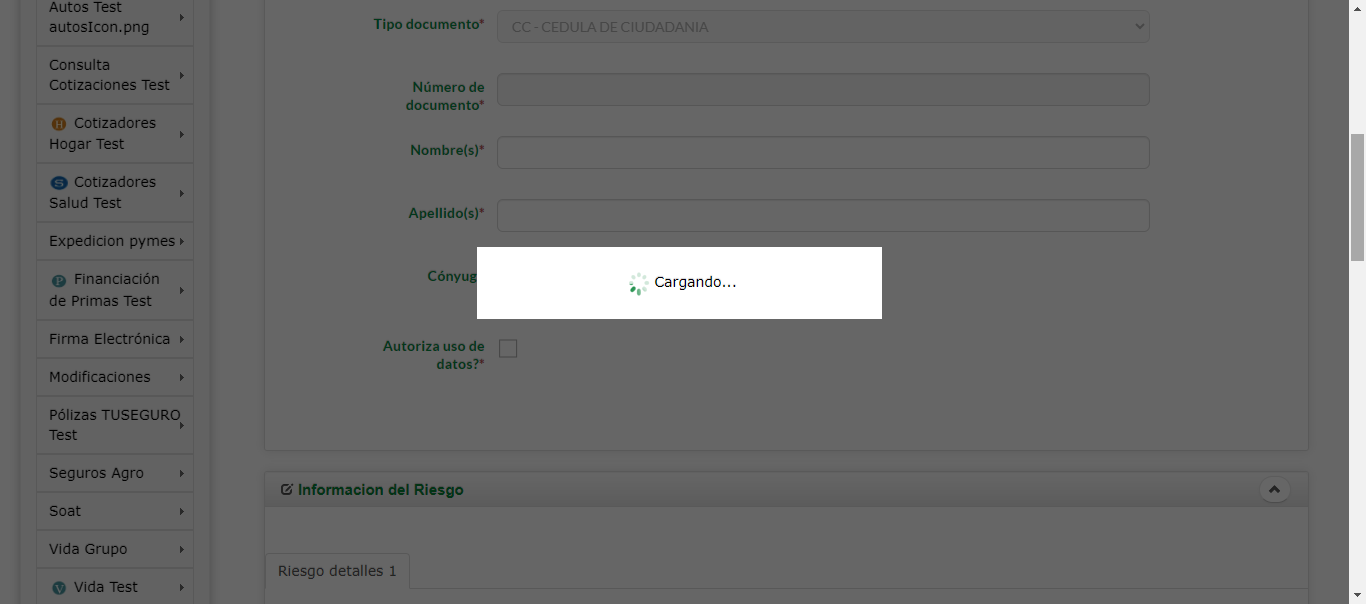 Autos Test
autosIcon.png
Consulta
Cotizaciones Test
H Cotizadores
Hogar Test
S Cotizadores
Salud Test
Expedicion pymes
P Financiación
de Primas Test
Firma Electrónica
Modificaciones
Pólizas TUSEGURO
Test
Seguros Agro
Soat
Vida Grupo
V Vida Test
Tipo documento*
CC - CEDULA DE CIUDADANIA
Número de
documento*
Nombre(s)*
Apellido(s)*
Cónyug
Cargando...
Autoriza uso de
datos?*
Informacion del Riesgo
Riesgo detalles 1